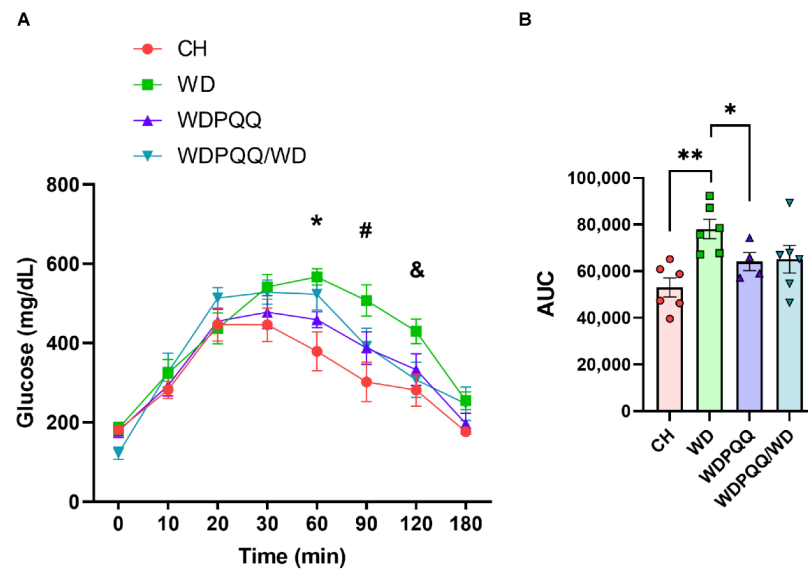 A
CH
WD
WDPQQ
WDPQQ/WD
800
600
400
200
0
Glucose (mg/dL)
*
#
&
0 10 20 30 60 90 120 180
Time (min)
B
**
*
100,000
80,000
60,000
40,000
20,000
0
AUC
CH
WD
WDPQQ
WDPQQ/WD